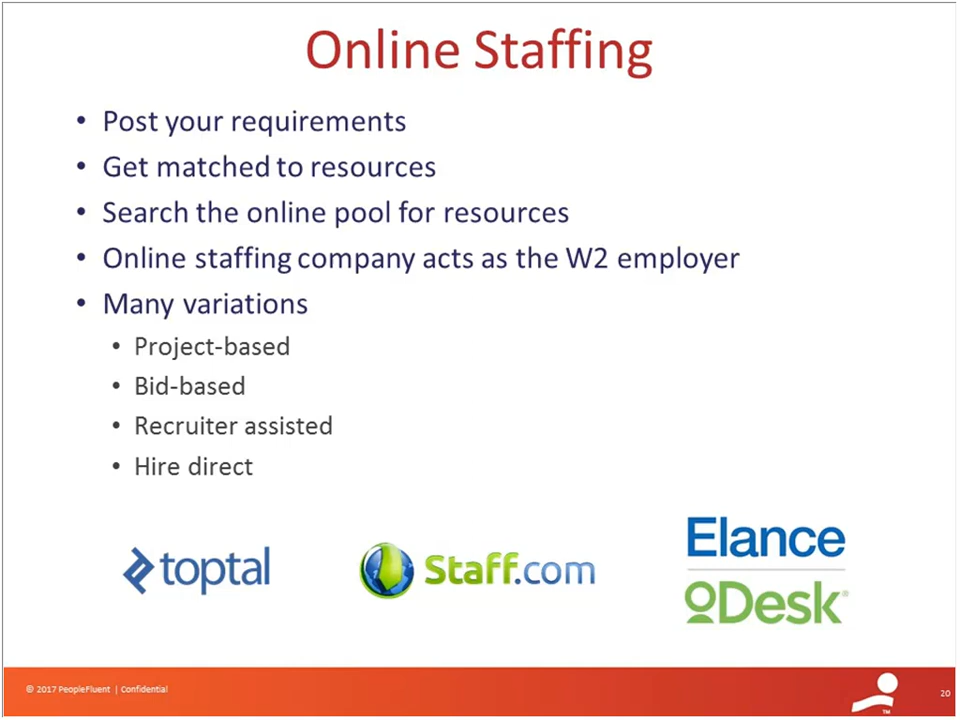 Online Staffing
• Post your requirements
• Get matched to resources
• Search the online pool for resources
• Online staffing company acts as the W2 employer
• Many variations
• Project-based
• Bid-based
• Recruiter assisted
• Hire direct
toptal
Staff.com
Elance
oDesk
© 2017 PeopleFluent | Confidential
TM
20